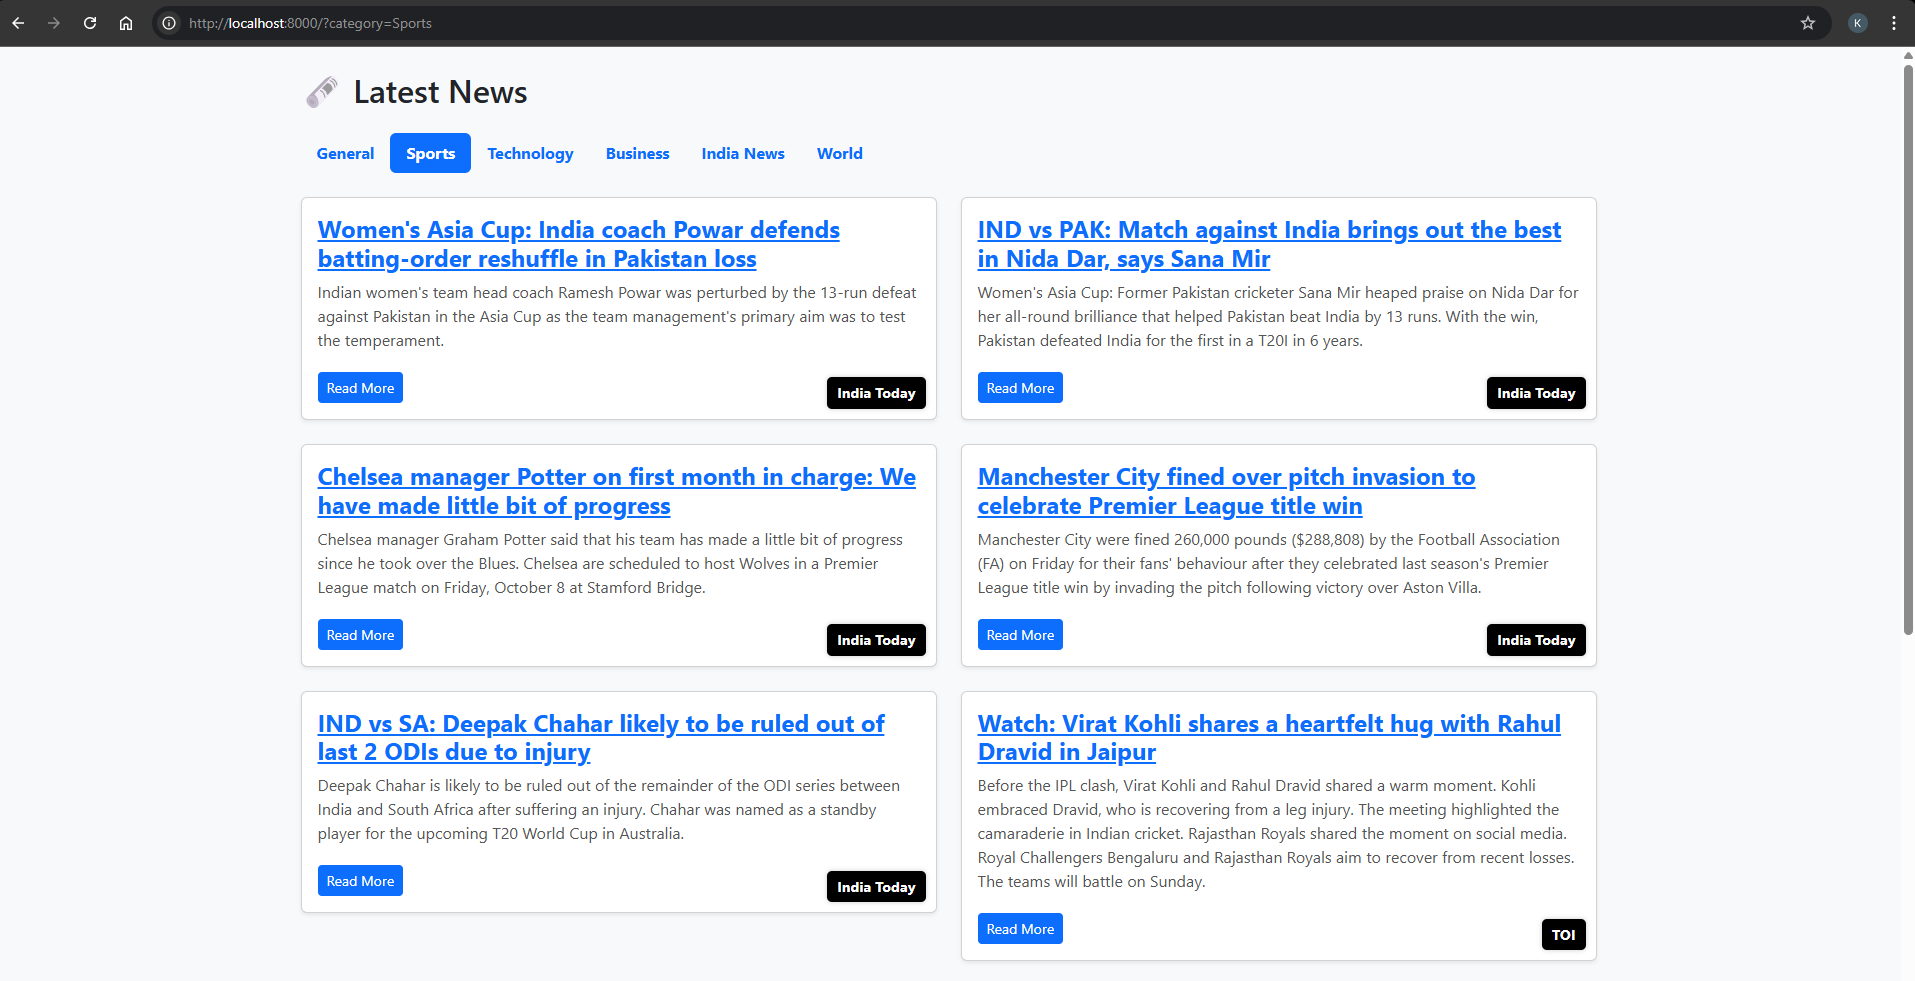 http://localhost:8000/?category=Sports
K
Latest News
General Sports Technology Business India News World
Women's Asia Cup: India coach Powar defends
batting-order reshuffle in Pakistan loss
Indian women's team head coach Ramesh Powar was perturbed by the 13-run defeat
against Pakistan in the Asia Cup as the team management's primary aim was to test
the temperament.
Read More
India Today
IND vs PAK: Match against India brings out the best
in Nida Dar, says Sana Mir
Women's Asia Cup: Former Pakistan cricketer Sana Mir heaped praise on Nida Dar for
her all-round brilliance that helped Pakistan beat India by 13 runs. With the win,
Pakistan defeated India for the first in a T20I in 6 years.
Read More
India Today
Chelsea manager Potter on first month in charge: We
have made little bit of progress
Chelsea manager Graham Potter said that his team has made a little bit of progress
since he took over the Blues. Chelsea are scheduled to host Wolves in a Premier
League match on Friday, October 8 at Stamford Bridge.
Read More
India Today
Manchester City fined over pitch invasion to
celebrate Premier League title win
Manchester City were fined 260,000 pounds ($288,808) by the Football Association
(FA) on Friday for their fans' behaviour after they celebrated last season's Premier
League title win by invading the pitch following victory over Aston Villa.
Read More
India Today
IND vs SA: Deepak Chahar likely to be ruled out of
last 2 ODIs due to injury
Deepak Chahar is likely to be ruled out of the remainder of the ODI series between
India and South Africa after suffering an injury. Chahar was named as a standby
player for the upcoming T20 World Cup in Australia.
Read More
India Today
Watch: Virat Kohli shares a heartfelt hug with Rahul
Dravid in Jaipur
Before the IPL clash, Virat Kohli and Rahul Dravid shared a warm moment. Kohli
embraced Dravid, who is recovering from a leg injury. The meeting highlighted the
camaraderie in Indian cricket. Rajasthan Royals shared the moment on social media.
Royal Challengers Bengaluru and Rajasthan Royals aim to recover from recent losses.
The teams will battle on Sunday.
Read More
TOI